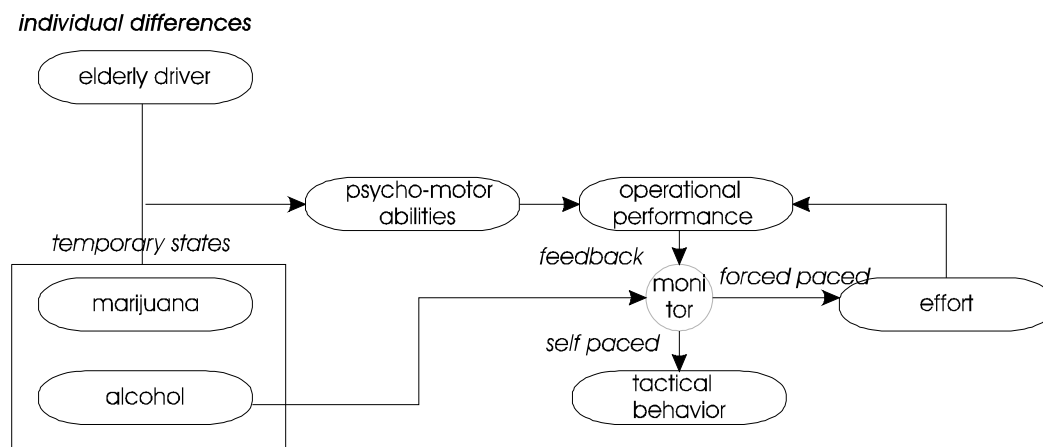 individual differences
elderly driver
psycho-motor
abilities
operational
performance
temporary states
feedback
marijuana
moni
tor
forced paced
effort
self paced
alcohol
tactical
behavior